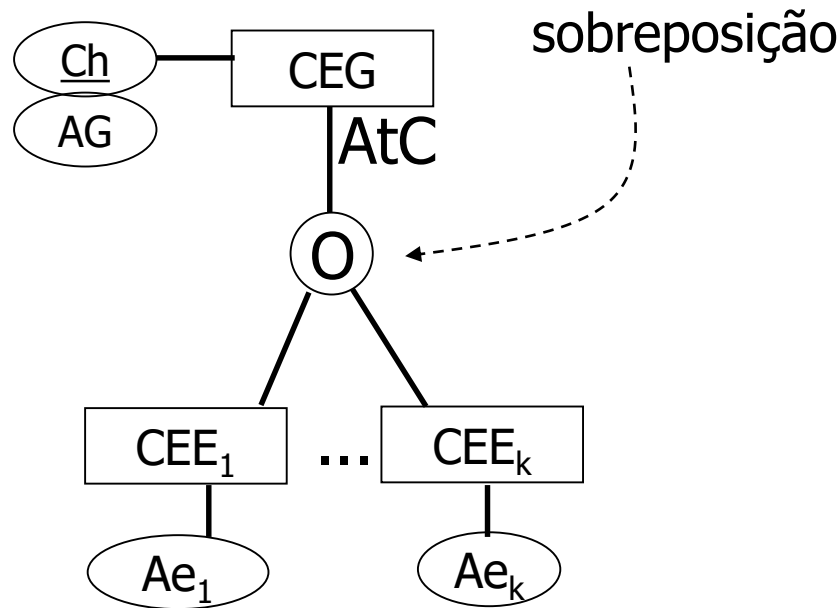 sobreposição
Ch
CEG
AG
AtC
O
CEE₁
...
CEEₖ
Ae₁
Aeₖ